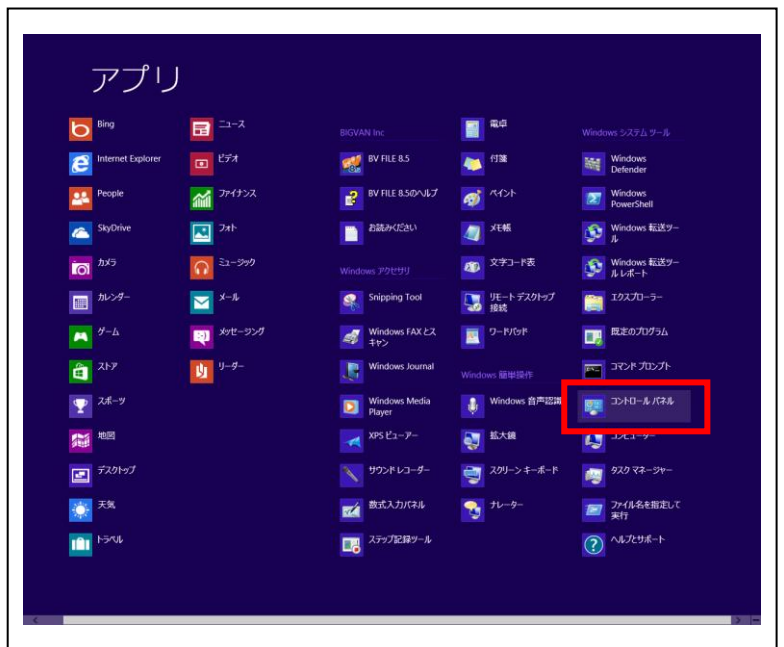 アプリ
Bing
Internet Explorer
People
SkyDrive
カメラ
カレンダー
ゲーム
ストア
スポーツ
地図
デスクトップ
天気
トラベル
ニュース
ビデオ
ファイナンス
フォト
ミュージック
メール
メッセージング
リーダー
BIGVAN Inc
BV FILE 8.5
BV FILE 8.5のヘルプ
お読みください
Windows アクセサリ
Snipping Tool
Windows FAX とス
キャン
Windows Journal
Windows Media
Player
XPS ビューアー
サウンド レコーダー
数式入力パネル
ステップ記録ツール
電卓
付箋
ペイント
メモ帳
文字コード表
リモート デスクトップ
接続
ワードパッド
Windows 簡単操作
Windows 音声認識
拡大鏡
スクリーン キーボード
ナレーター
Windows システム ツール
Windows
Defender
Windows
PowerShell
Windows 転送ツー
ル
Windows 転送ツー
ル レポート
エクスプローラー
既定のプログラム
コマンド プロンプト
コントロール パネル
コンピューター
タスク マネージャー
ファイル名を指定して
実行
ヘルプとサポート